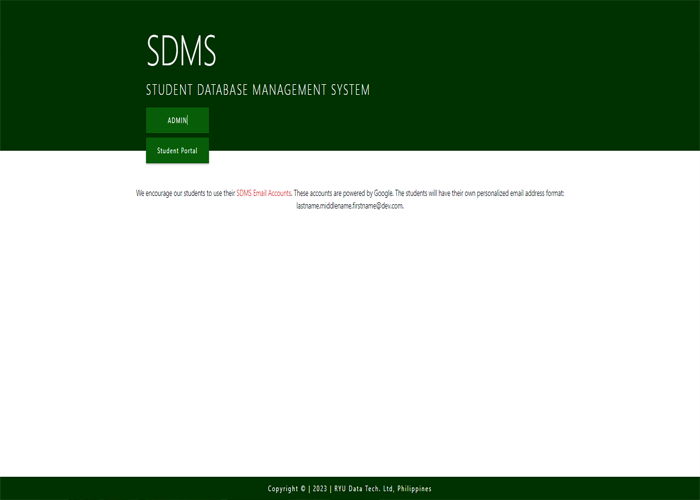 SDMS
STUDENT DATABASE MANAGEMENT SYSTEM
ADMIN
Student Portal
We encourage our students to use their SDMS Email Accounts. These accounts are powered by Google. The students will have their own personalized email address format:
lastname.middlename.firstname@dev.com.
Copyright © | 2023 | RYU Data Tech. Ltd, Philippines